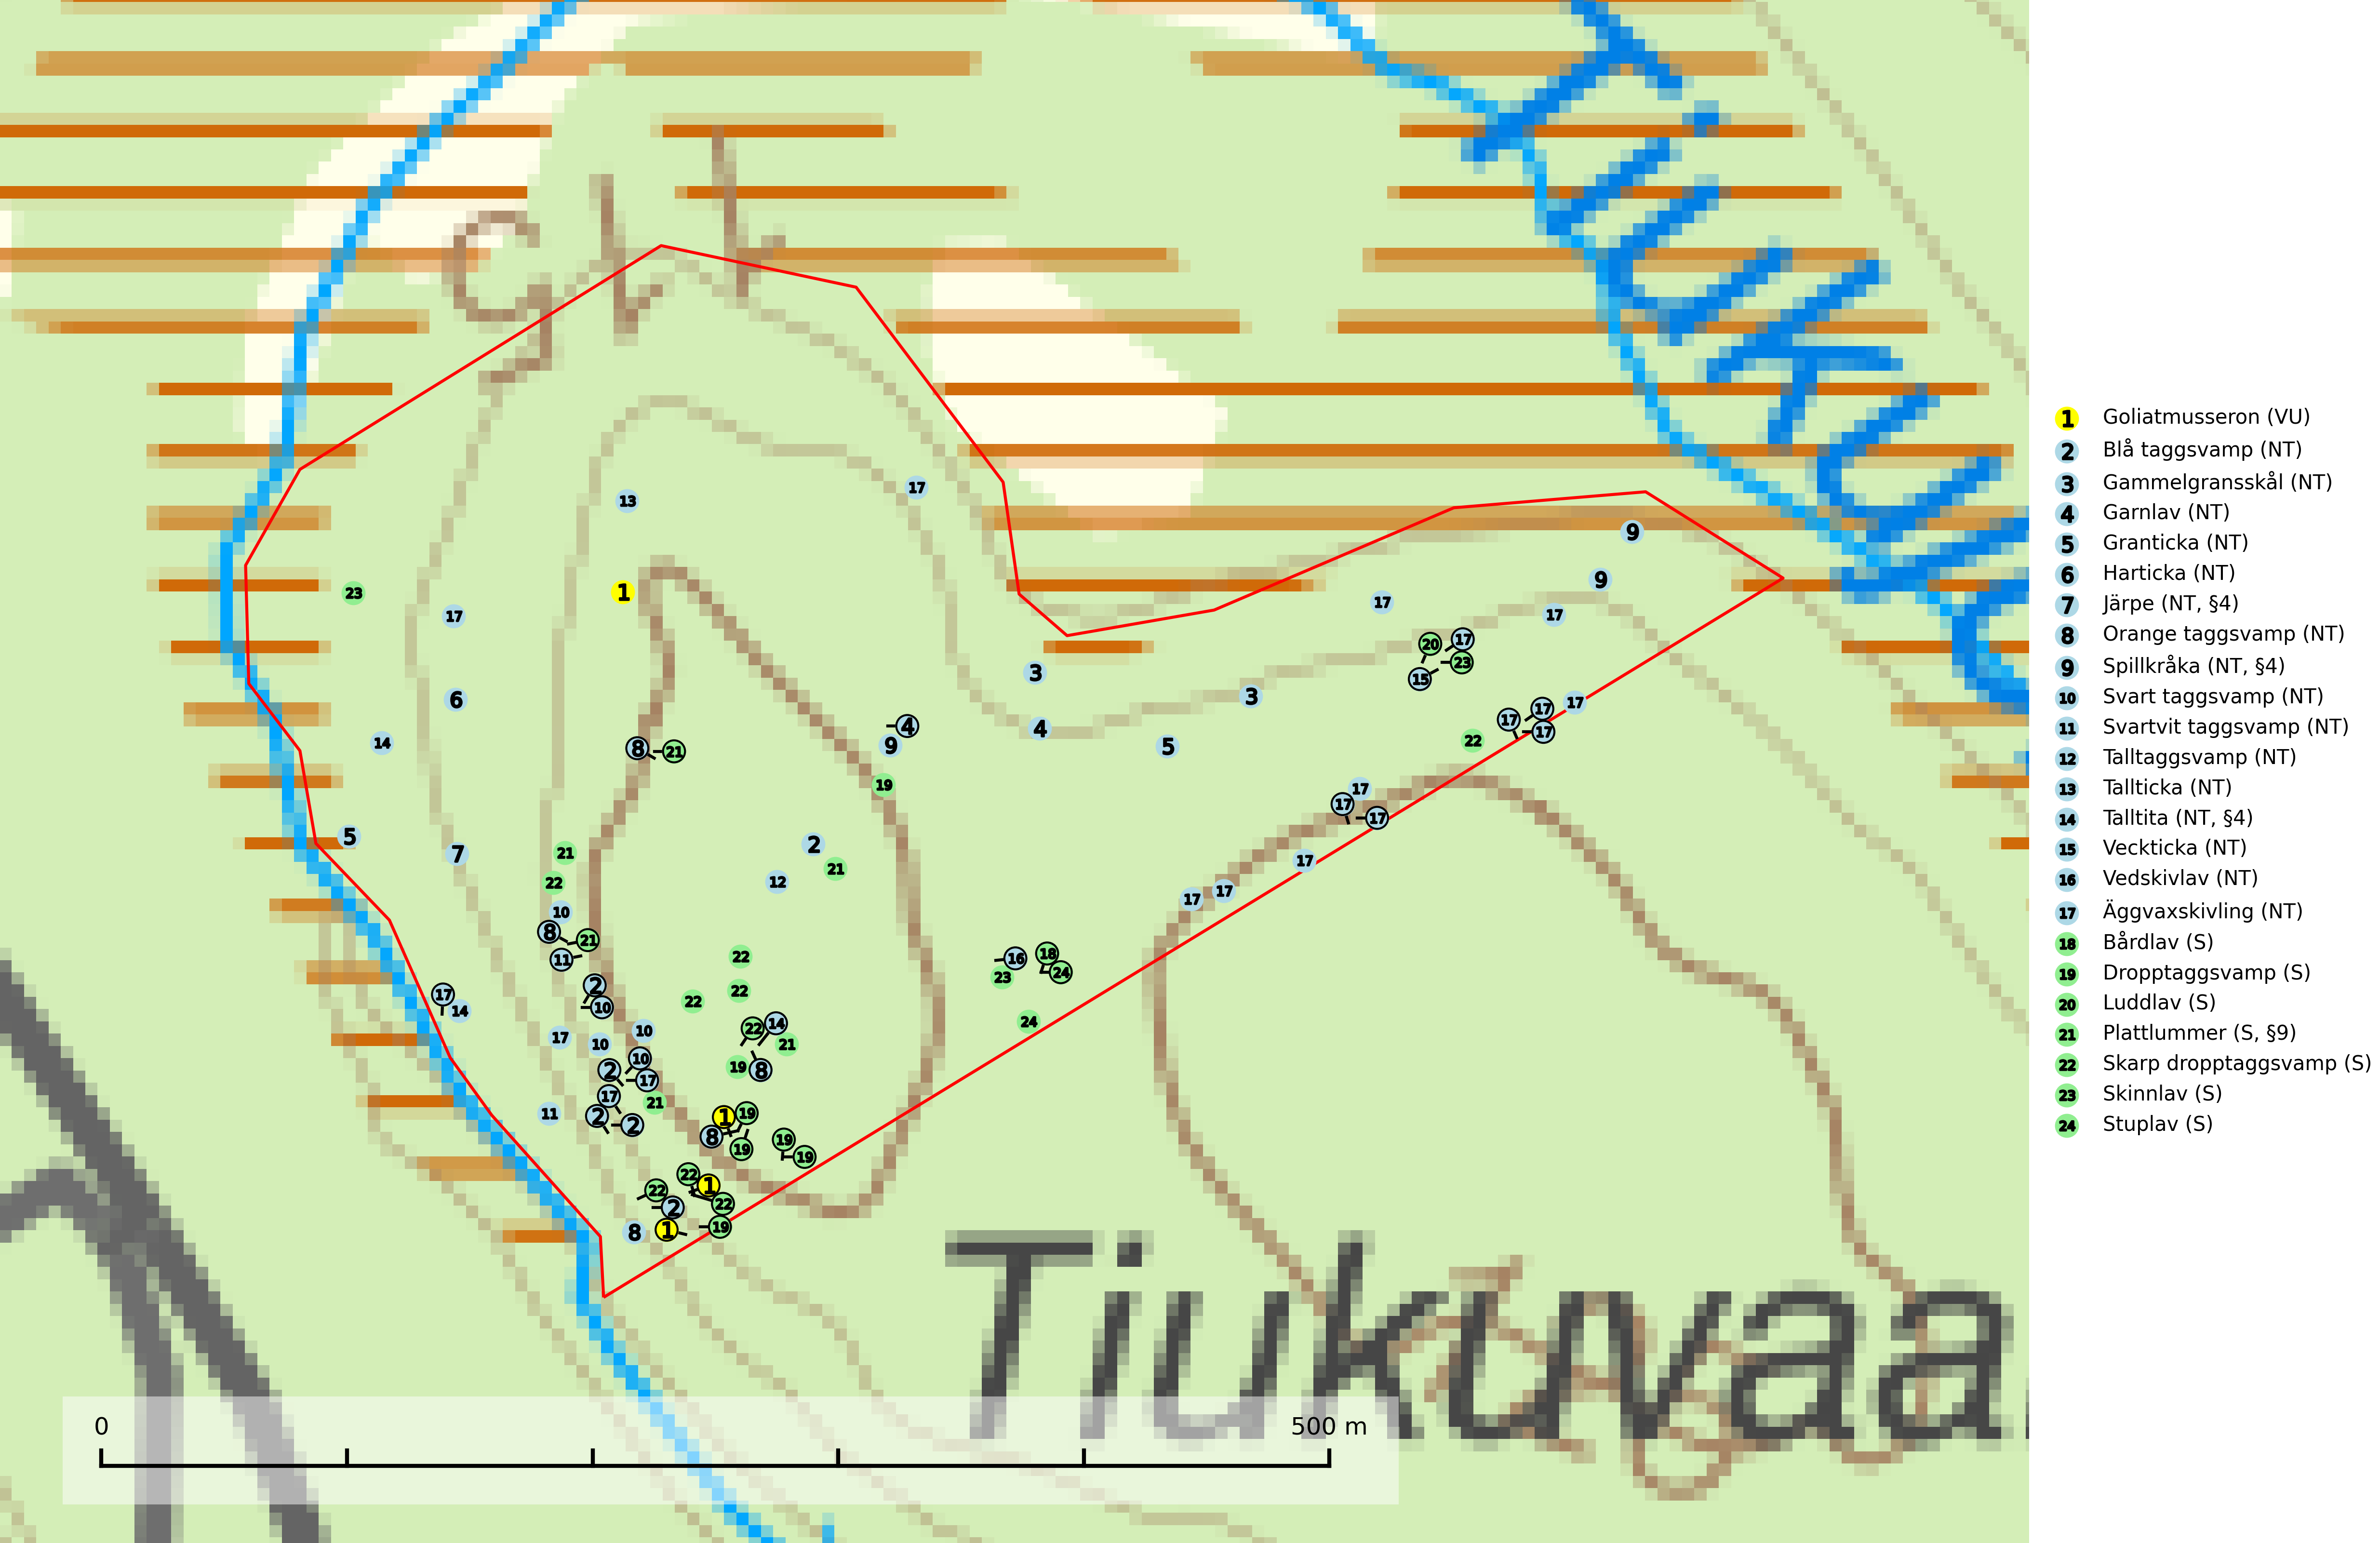 Tiukuvaa
0
500 m
1 Goliatmusseron (VU)
2 Blå taggsvamp (NT)
3 Gammelgransskål (NT)
4 Garnlav (NT)
5 Granticka (NT)
6 Harticka (NT)
7 Järpe (NT, §4)
8 Orange taggsvamp (NT)
9 Spillkråka (NT, §4)
10 Svart taggsvamp (NT)
11 Svartvit taggsvamp (NT)
12 Talltaggsvamp (NT)
13 Tallticka (NT)
14 Talltita (NT, §4)
15 Veckticka (NT)
16 Vedskivlav (NT)
17 Äggvaxskivling (NT)
18 Bårdlav (S)
19 Dropptaggsvamp (S)
20 Luddlav (S)
21 Plattlummer (S, §9)
22 Skarp dropptaggsvamp (S)
23 Skinnlav (S)
24 Stuplav (S)